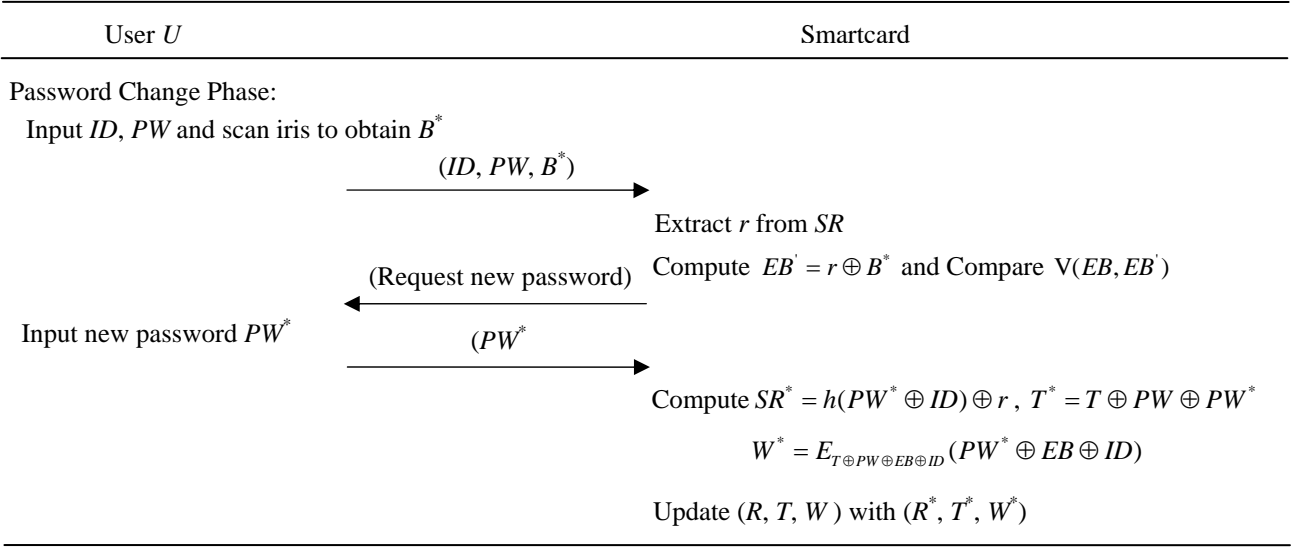 User U Smartcard
Password Change Phase:
Input ID, PW and scan iris to obtain B*
(ID, PW, B*)
Extract r from SR
Compute EB' = r ⊕ B* and Compare V(EB, EB')
(Request new password)
Input new password PW*
(PW*
Compute SR* = h(PW* ⊕ ID) ⊕ r , T* = T ⊕ PW ⊕ PW*
W* = E_{T⊕PW⊕EB⊕ID}(PW* ⊕ EB ⊕ ID)
Update (R, T, W ) with (R*, T*, W*)